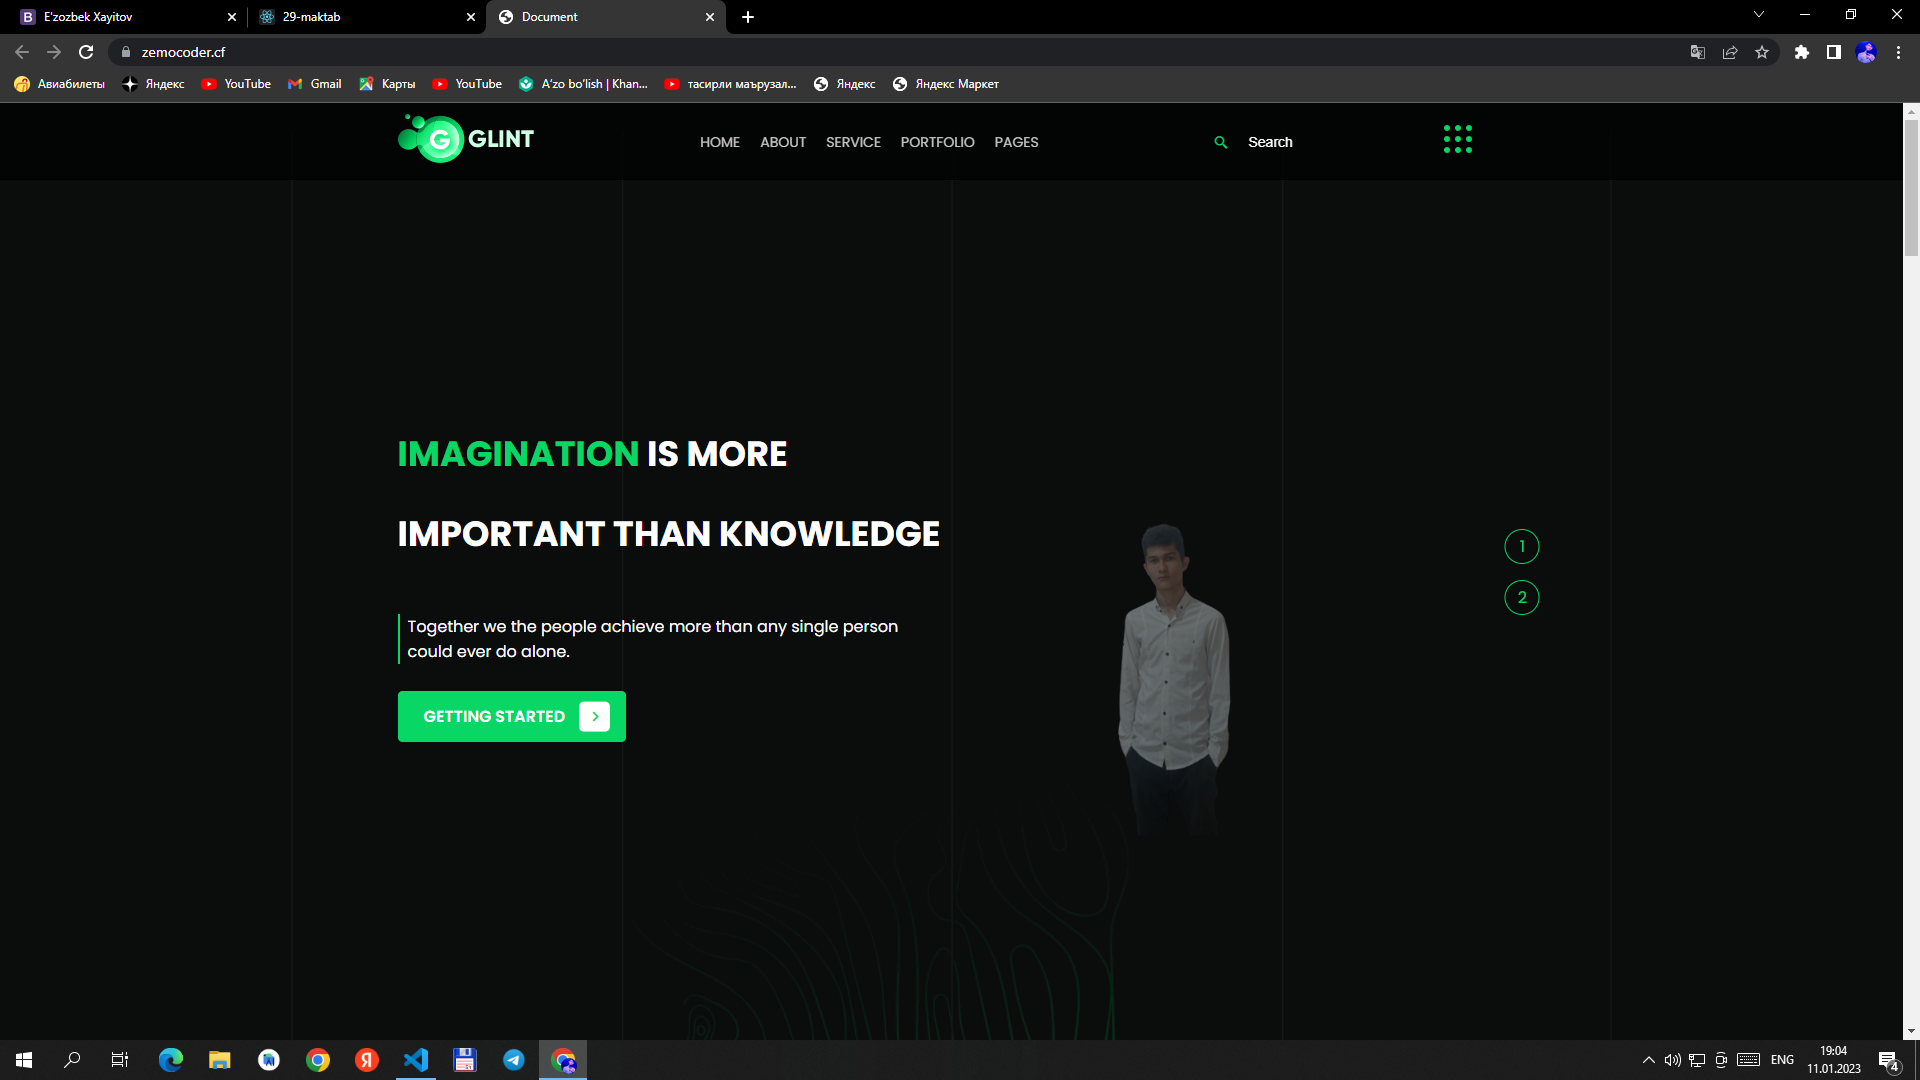 E'zozbek Xayitov
29-maktab
Document
zemocoder.cf
Авиабилеты
Яндекс
YouTube
Gmail
Карты
YouTube
A'zo bo'lish | Khan...
тасирли маърузал...
Яндекс
Яндекс Маркет
G GLINT
HOME
ABOUT
SERVICE
PORTFOLIO
PAGES
Search
IMAGINATION IS MORE
IMPORTANT THAN KNOWLEDGE
1
2
Together we the people achieve more than any single person
could ever do alone.
GETTING STARTED
ENG
19:04
11.01.2023
4